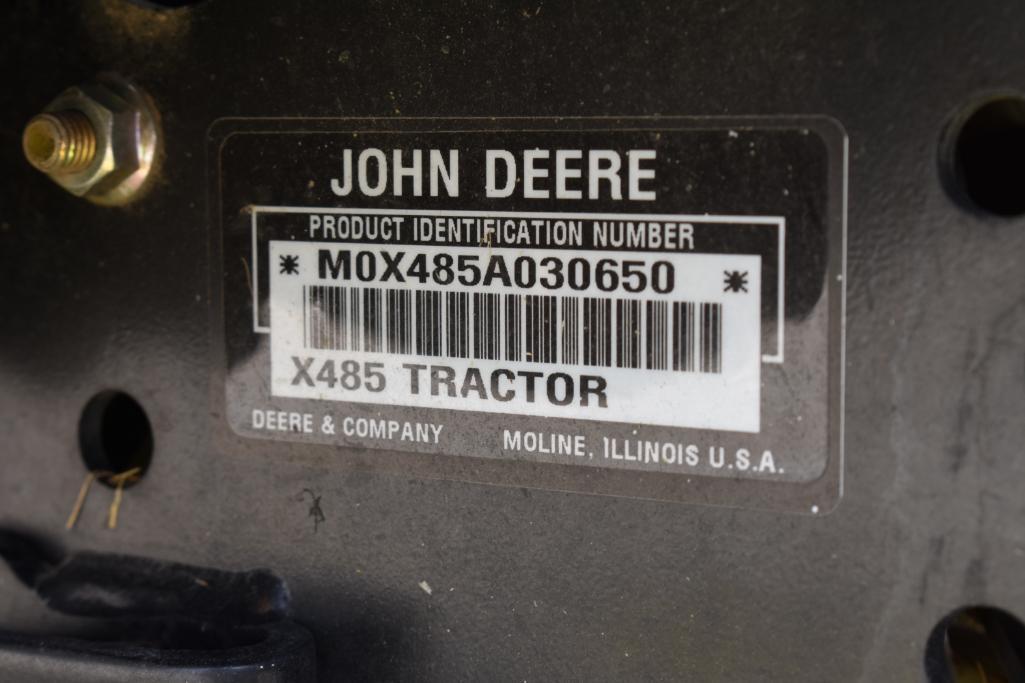 JOHN DEERE
PRODUCT IDENTIFICATION NUMBER
* M0X485A030650 *
X485 TRACTOR
DEERE & COMPANY MOLINE, ILLINOIS U.S.A.